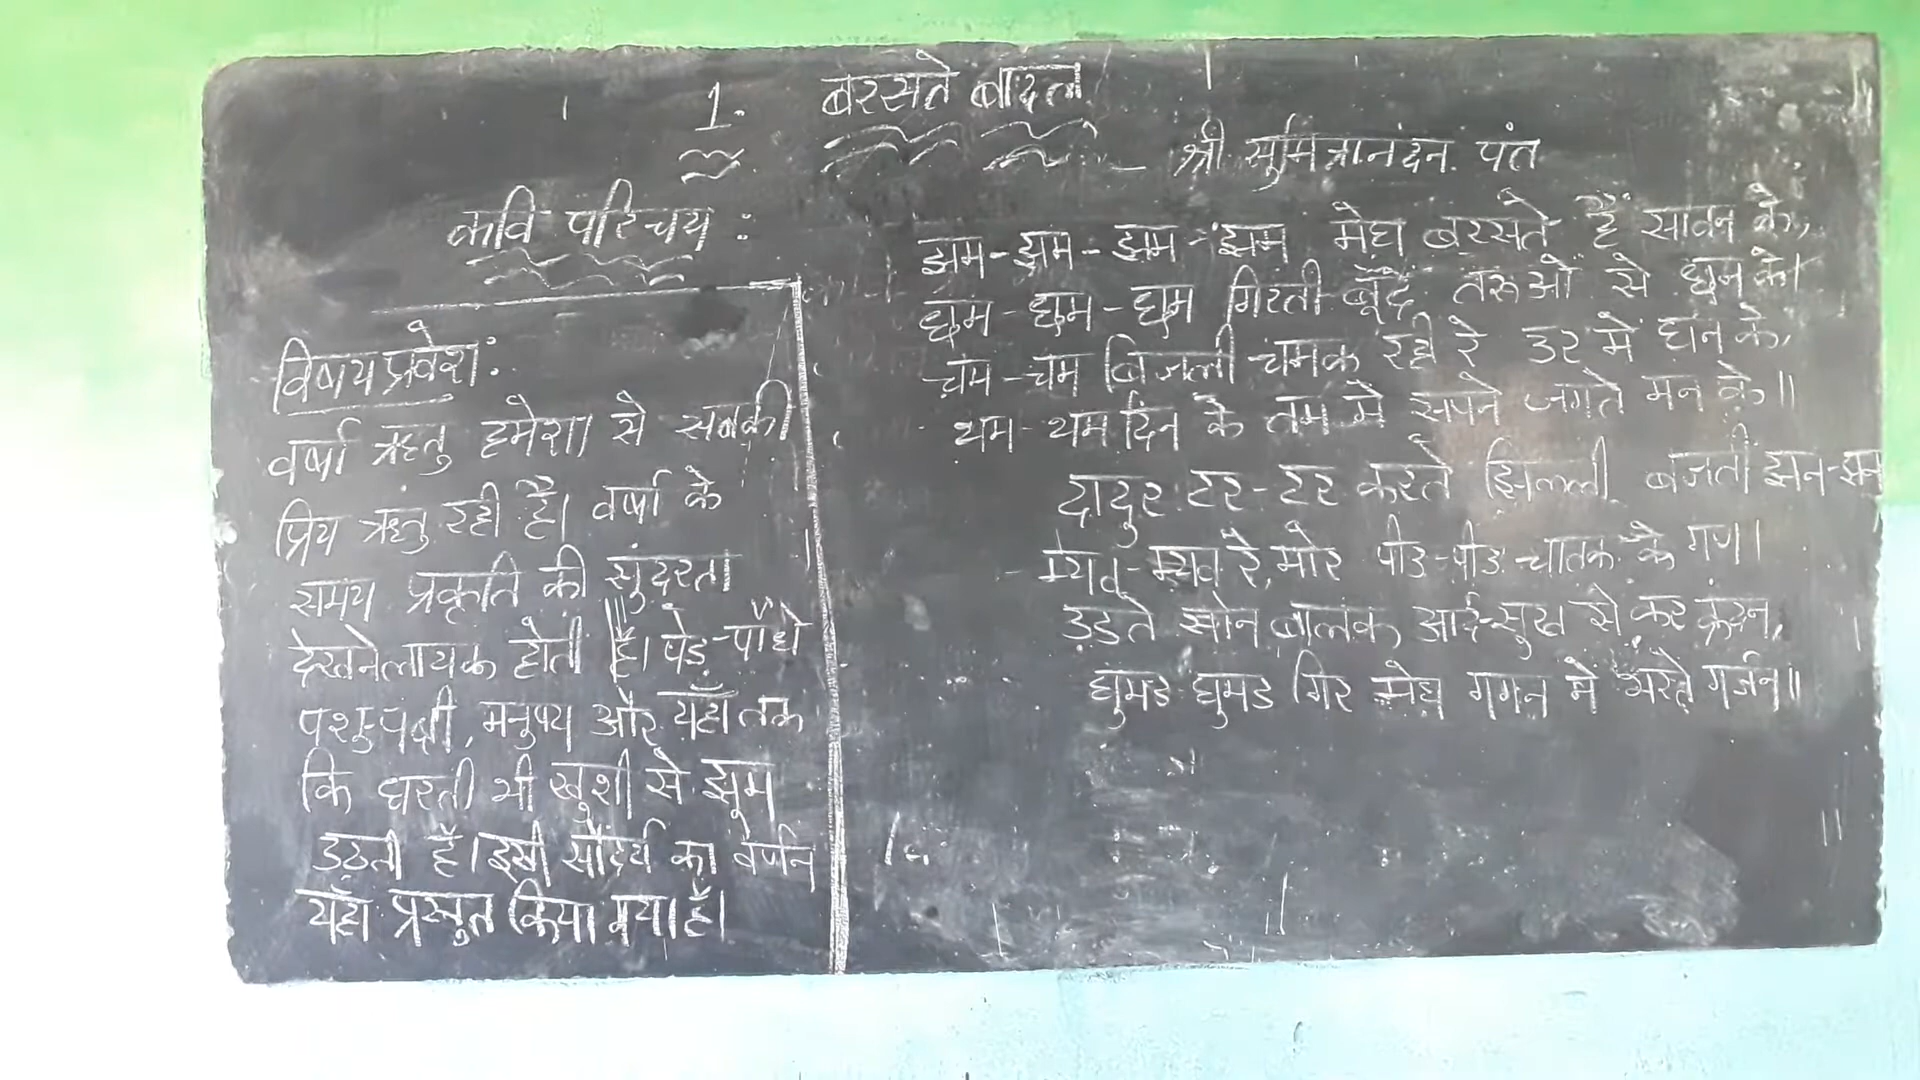 1. बरसते बादल
– श्री सुमित्रानंदन पंत
कवि परिचय :
विषय प्रवेश:
वर्षा ऋतु हमेशा से सबकी
प्रिय ऋतु रही है। वर्षा के
समय प्रकृति की सुंदरता
देखनेलायक होती है। पेड़-पौधे
पशु-पंक्षी, मनुष्य और यहाँ तक
कि धरती भी खुशी से झूम
उठती है। इसी सौंदर्य का वर्णन
यहाँ प्रस्तुत किया गया है।
झम-झम-झम-झम मेघ बरसते हैं सावन के,
छम-छम-छम गिरती बूँदें तरुओं से छन के।
चम-चम बिजली चमक रही रे उर में घन के,
थम-थम दिन के तम में सपने जगते मन के॥
दादुर टर-टर करते झिल्ली बजती झन-झन
म्यव-म्यव रे, मोर पीउ-पीउ चातक के गण।
उड़ते सोन बालक आर्द-सुख से कर क्रंदन,
घुमड घुमड गिर मेघ गगन में भरते गर्जन॥